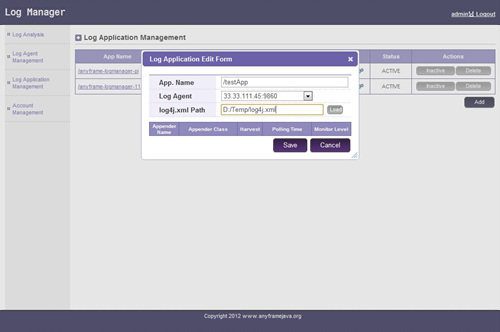 Log Manager
admin Logout
Log Analysis
Log Agent
Management
Log Application
Management
Account
Management
Log Application Management
App Name
Status
Actions
/anyframe-logmanager-pi
ACTIVE
Inactive
Delete
/anyframe-logmanager-11
ACTIVE
Inactive
Delete
Add
Log Application Edit Form
App. Name
/testApp
Log Agent
33.33.111.45:9860
log4j.xml Path
D:/Temp/log4j.xml
Load
Appender
Name
Appender Class
Harvest
Polling Time
Monitor Level
Save
Cancel
Copyright 2012 www.anyframejava.org